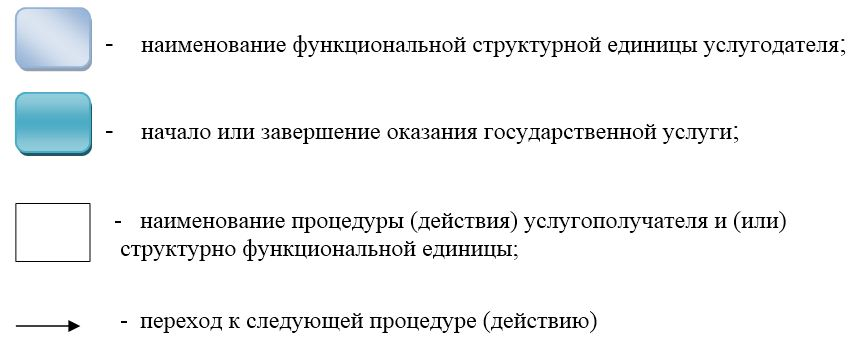 - наименование функциональной структурной единицы услугодателя;
- начало или завершение оказания государственной услуги;
- наименование процедуры (действия) услугополучателя и (или)
структурно функциональной единицы;
- переход к следующей процедуре (действию)